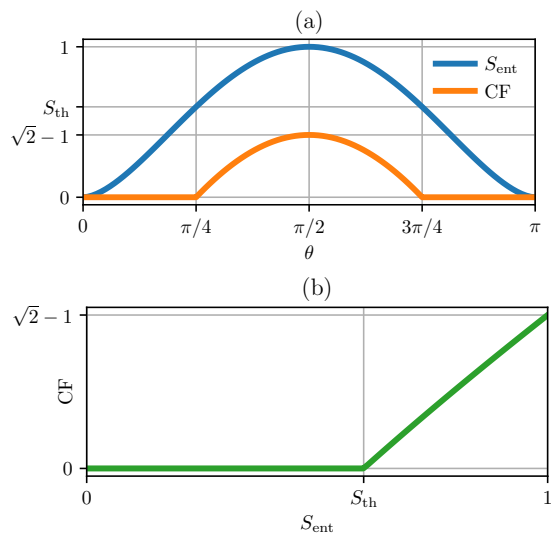 (a)
1
S_th
√2 − 1
0
S_ent
CF
0 π/4 π/2 3π/4 π
θ
(b)
√2 − 1
CF
0
0 S_th 1
S_ent